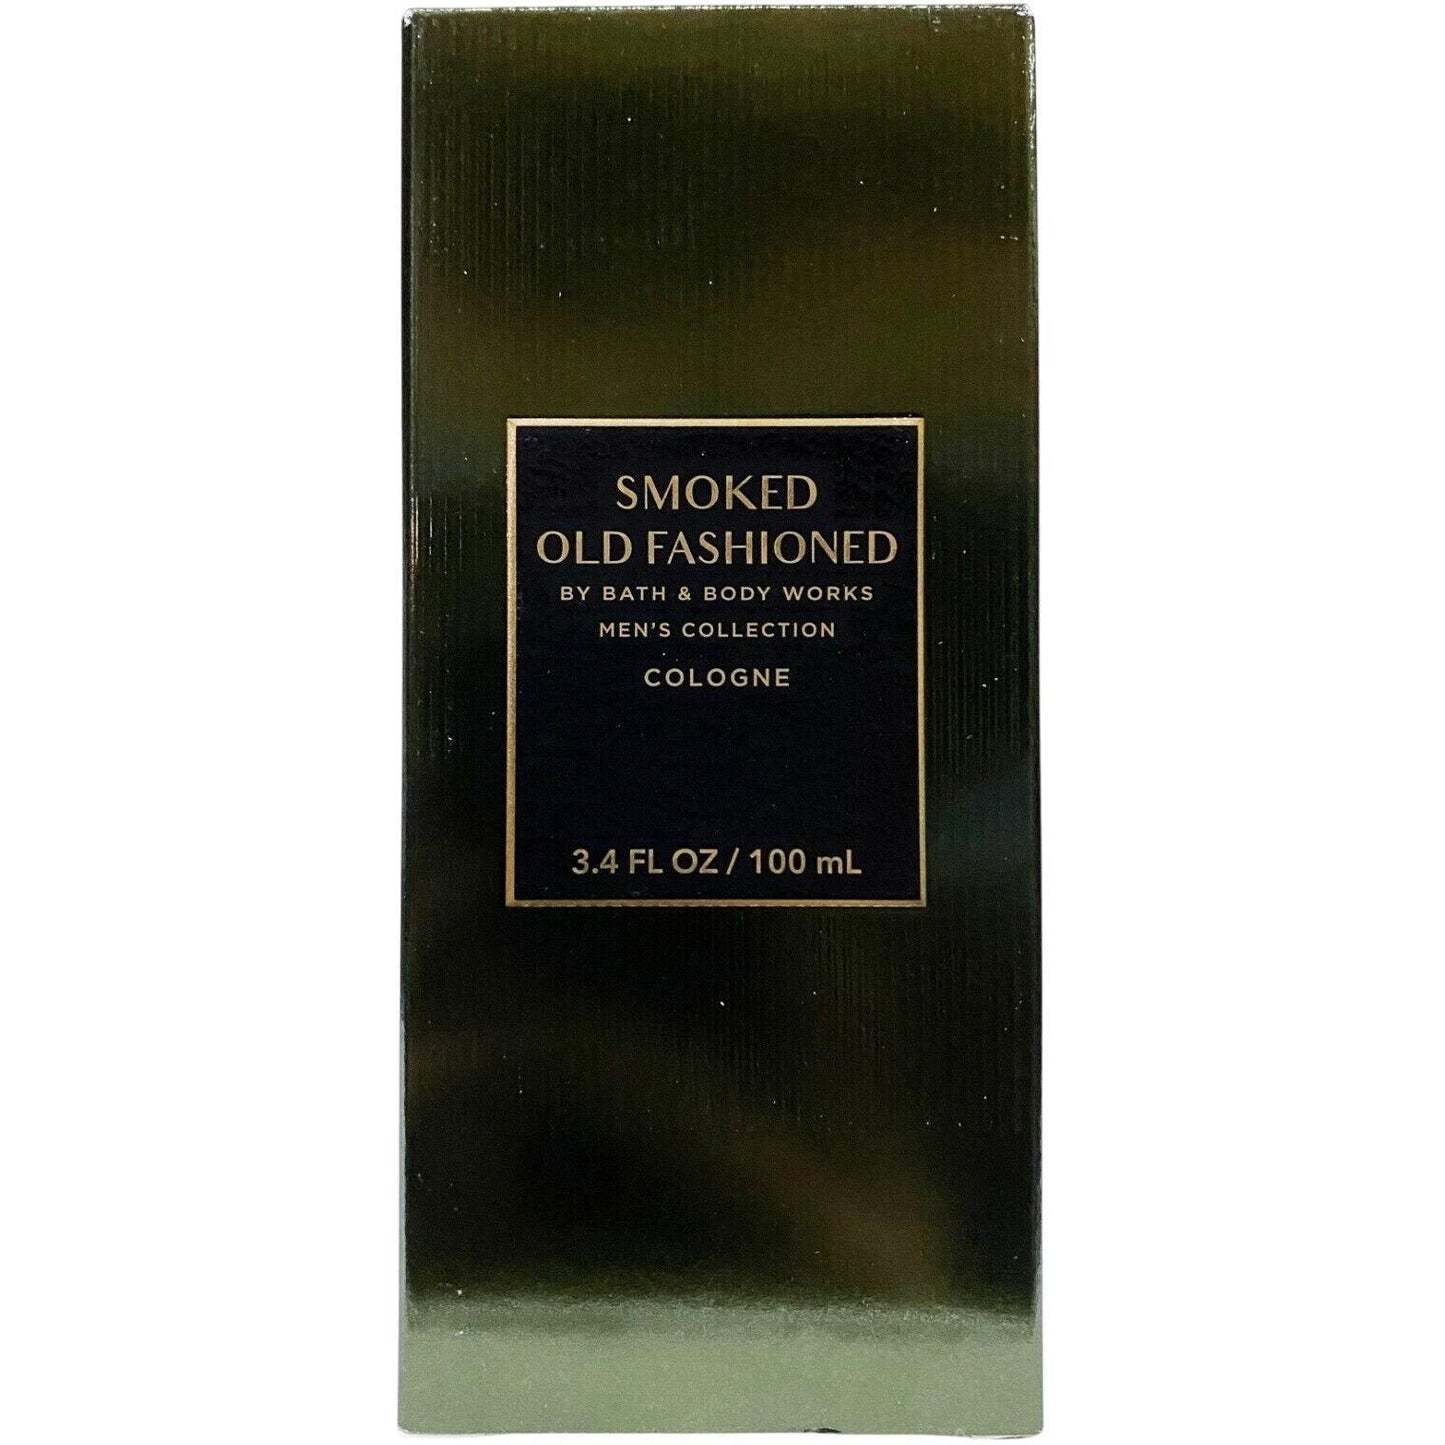 SMOKED
OLD FASHIONED
BY BATH & BODY WORKS
MEN'S COLLECTION
COLOGNE
3.4 FL OZ / 100 mL